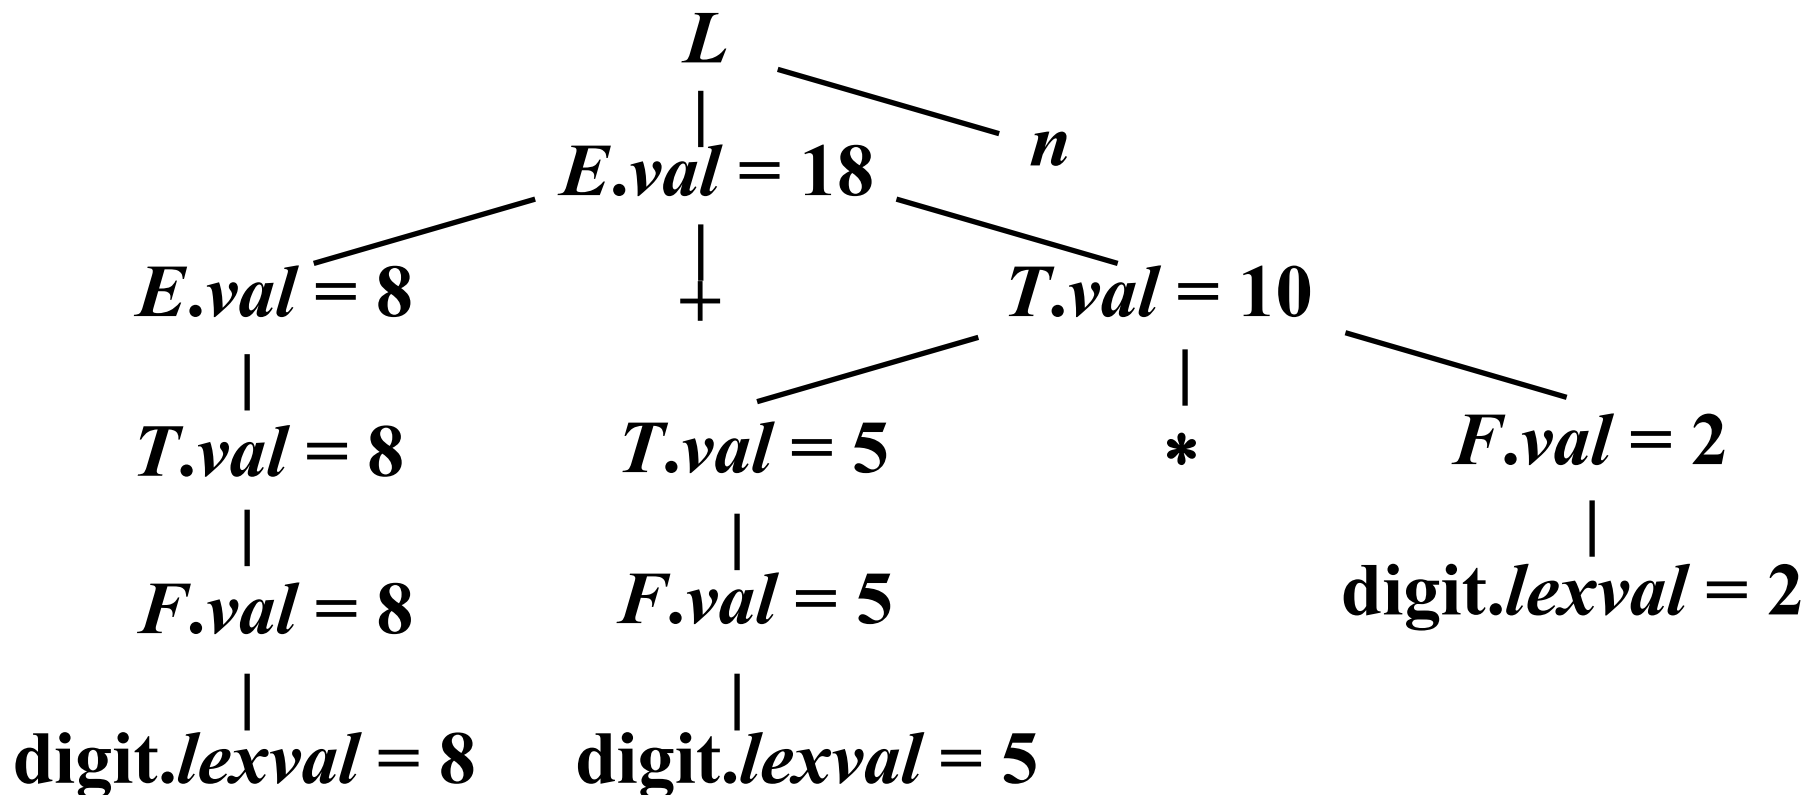 L
n
E.val = 18
E.val = 8 + T.val = 10
T.val = 8 T.val = 5 * F.val = 2
F.val = 8 F.val = 5 digit.lexval = 2
digit.lexval = 8 digit.lexval = 5